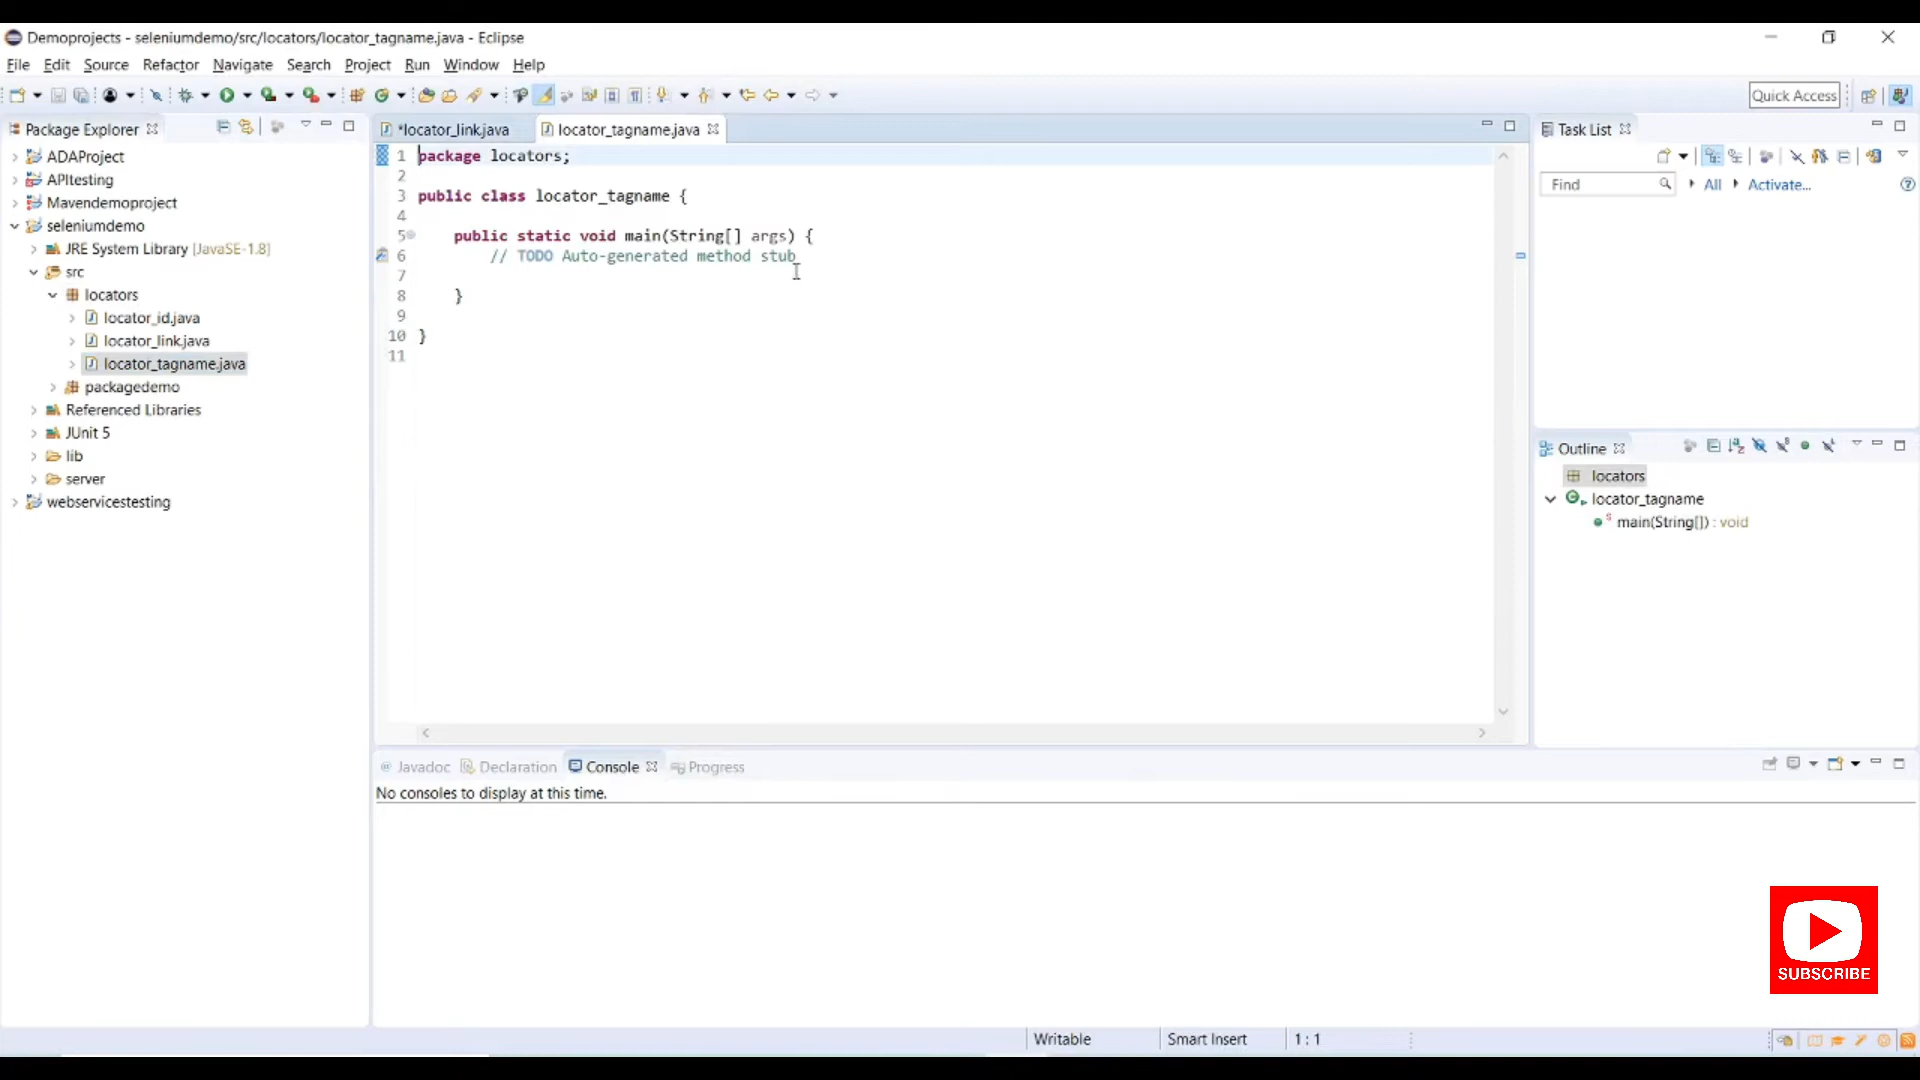 Demoprojects - seleniumdemo/src/locators/locator_tagname.java - Eclipse
File Edit Source Refactor Navigate Search Project Run Window Help
Quick Access
Package Explorer
ADAProject
APItesting
Mavendemoproject
seleniumdemo
JRE System Library [JavaSE-1.8]
src
locators
locator_id.java
locator_link.java
locator_tagname.java
packagedemo
Referenced Libraries
JUnit 5
lib
server
webservicestesting
*locator_link.java locator_tagname.java
1 package locators;
2
3 public class locator_tagname {
4
5 public static void main(String[] args) {
6 // TODO Auto-generated method stub
7
8 }
9
10 }
11
Task List
Find All Activate...
Outline
locators
locator_tagname
main(String[]) : void
Javadoc Declaration Console Progress
No consoles to display at this time.
SUBSCRIBE
Writable Smart Insert 1 : 1